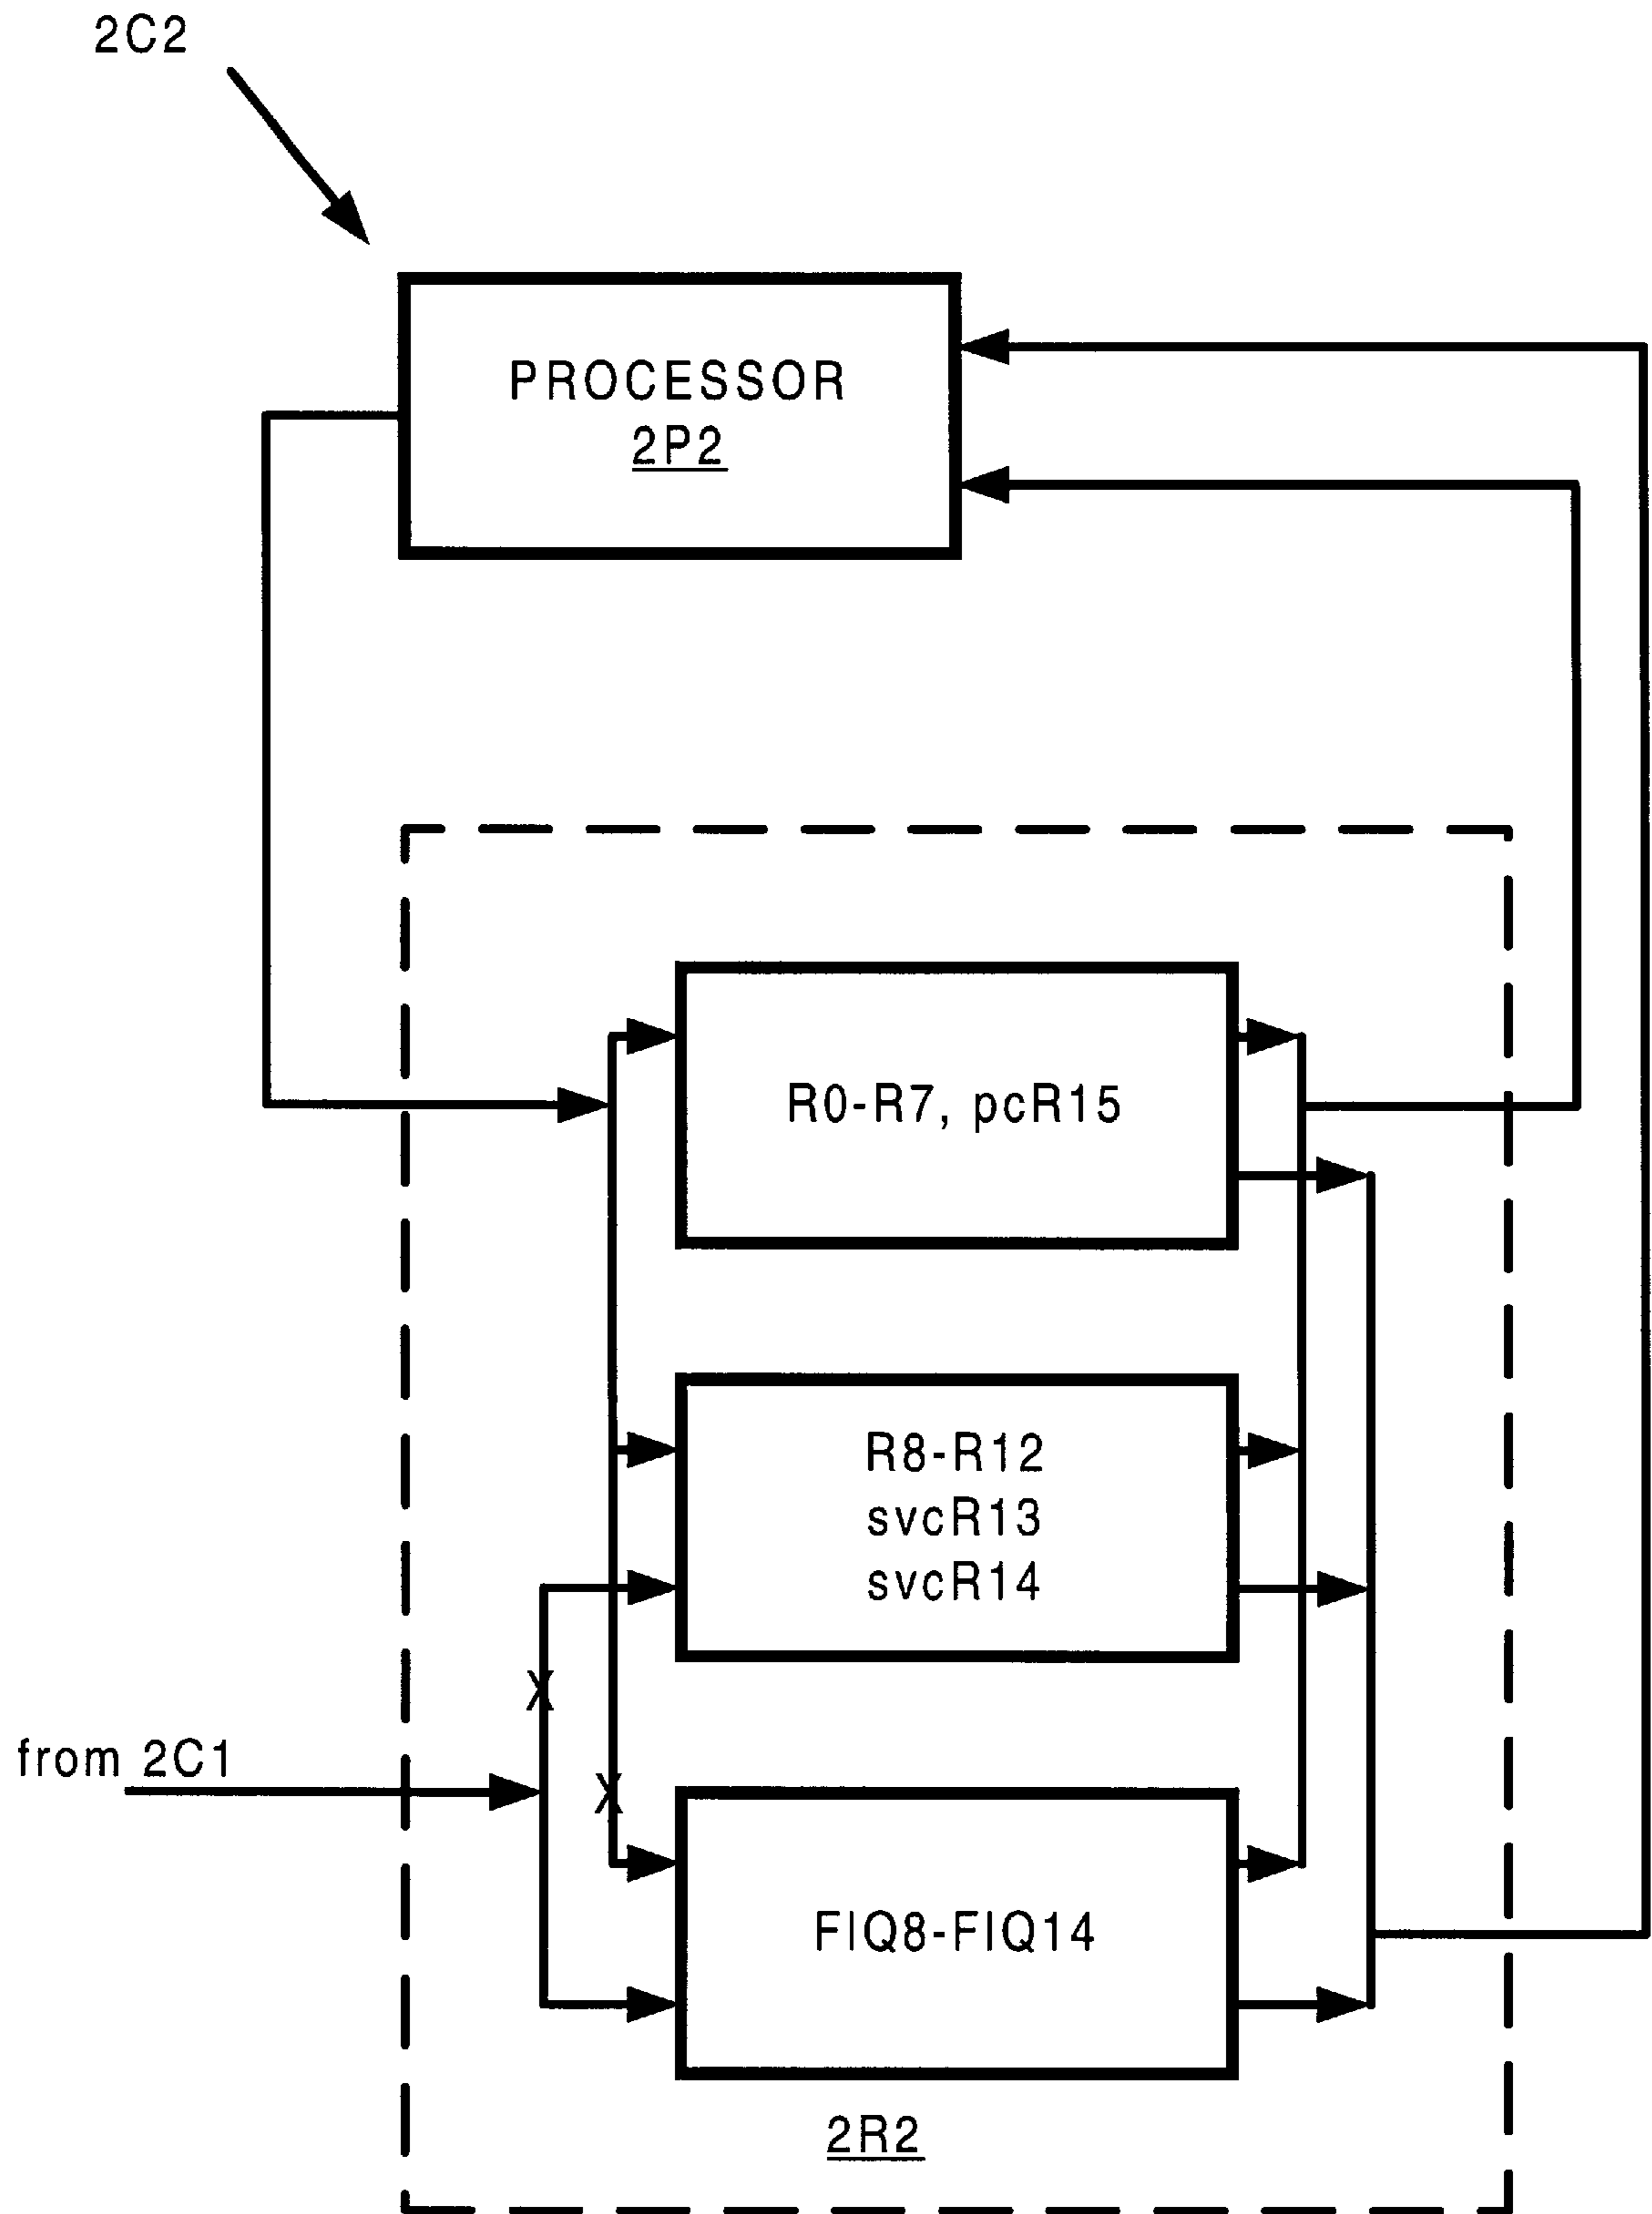 2C2
PROCESSOR
2P2
R0-R7, pcR15
R8-R12
svcR13
svcR14
X
from 2C1
X
FIQ8-FIQ14
2R2